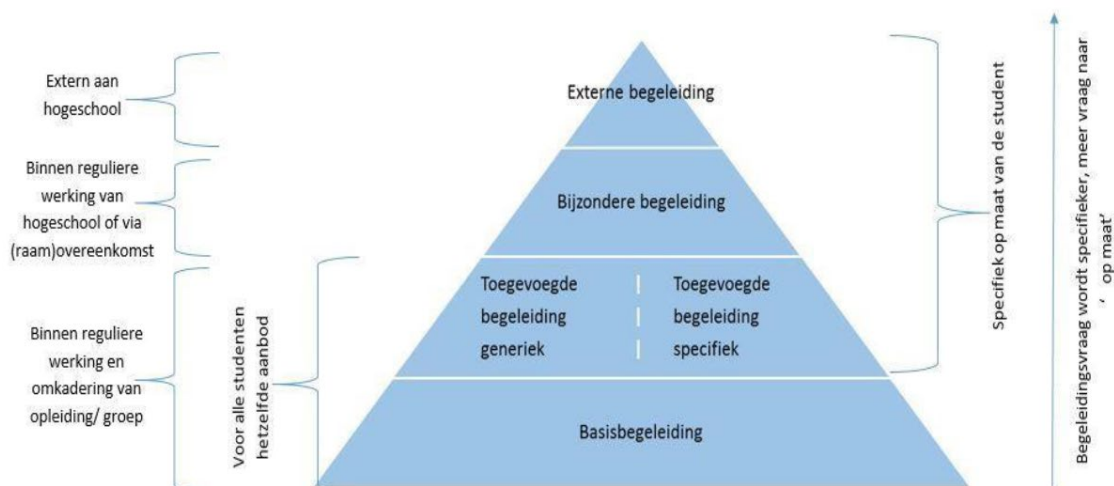 Extern aan
hogeschool
Binnen reguliere
werking van
hogeschool of via
(raam)overeenkomst
Binnen reguliere
werking en
omkadering van
opleiding/ groep
Voor alle studenten
hetzelfde aanbod
Externe begeleiding
Bijzondere begeleiding
Toegevoegde
begeleiding
generiek
Toegevoegde
begeleiding
specifiek
Basisbegeleiding
Specifiek op maat van de student
Begeleidingsvraag wordt specifieker, meer vraag naar
‘ op maat’